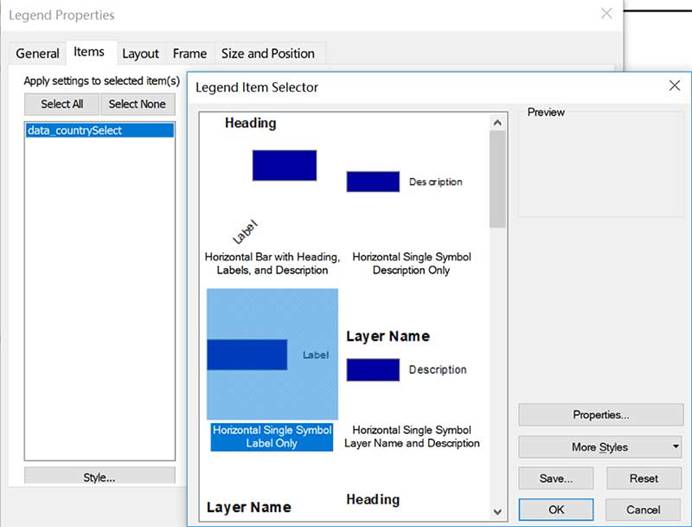 Legend Properties
General Items Layout Frame Size and Position
Apply settings to selected item(s)
Select All Select None
data_countrySelect
Style...
Legend Item Selector
Heading
Label
Horizontal Bar with Heading,
Labels, and Description
Description
Horizontal Single Symbol
Description Only
Label
Horizontal Single Symbol
Label Only
Layer Name
Description
Horizontal Single Symbol
Layer Name and Description
Layer Name
Heading
Preview
Properties...
More Styles
Save... Reset
OK Cancel